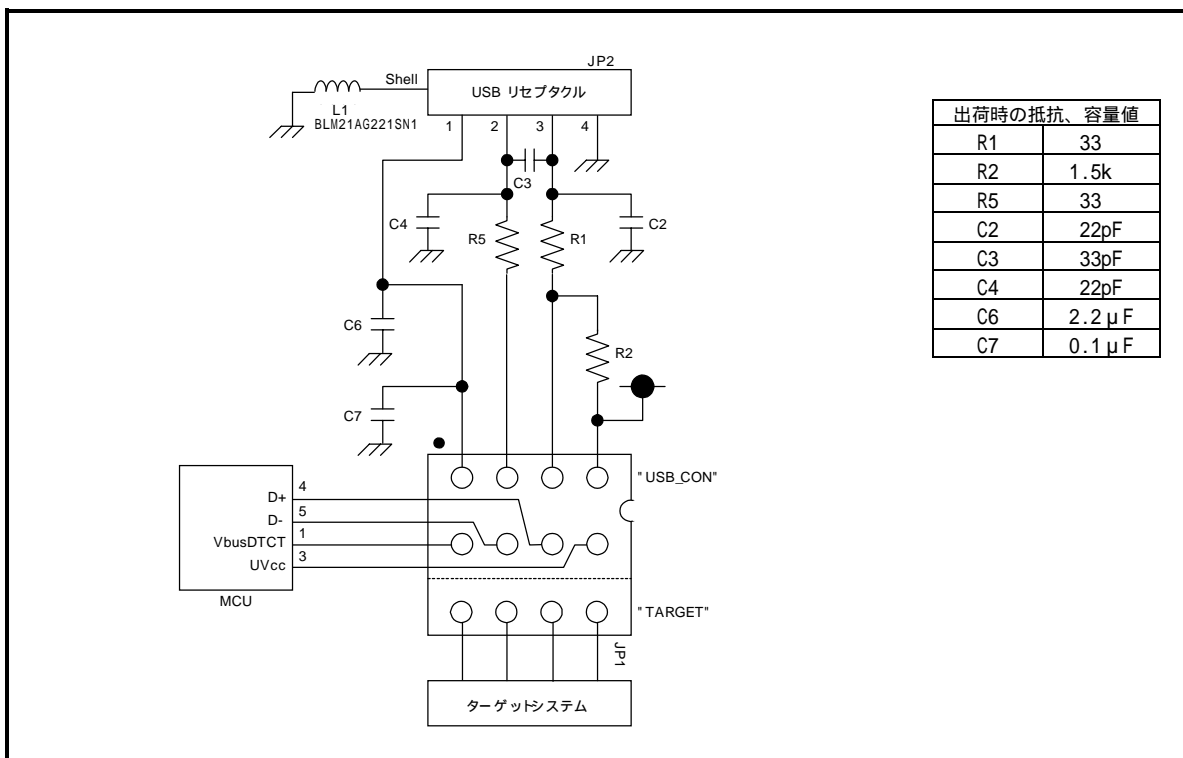 JP2
Shell
USB リセプタクル
L1
BLM21AG221SN1
1
2
3
4
C3
C4
R5
R1
C2
C6
R2
C7
"USB_CON"
D+
4
D-
5
VbusDTCT
1
UVcc
3
MCU
"TARGET"
JP1
ターゲットシステム
出荷時の抵抗、容量値
R1 33
R2 1.5k
R5 33
C2 22pF
C3 33pF
C4 22pF
C6 2.2μF
C7 0.1μF